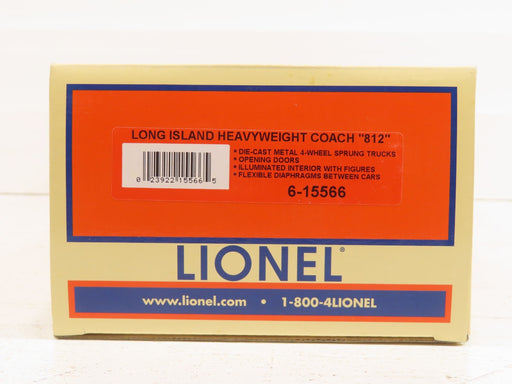 LONG ISLAND HEAVYWEIGHT COACH "812"
• DIE-CAST METAL 4-WHEEL SPRUNG TRUCKS
• OPENING DOORS
• ILLUMINATED INTERIOR WITH FIGURES
• FLEXIBLE DIAPHRAGMS BETWEEN CARS
0 23922 15566 5
6-15566
LIONEL®
www.lionel.com • 1-800-4LIONEL